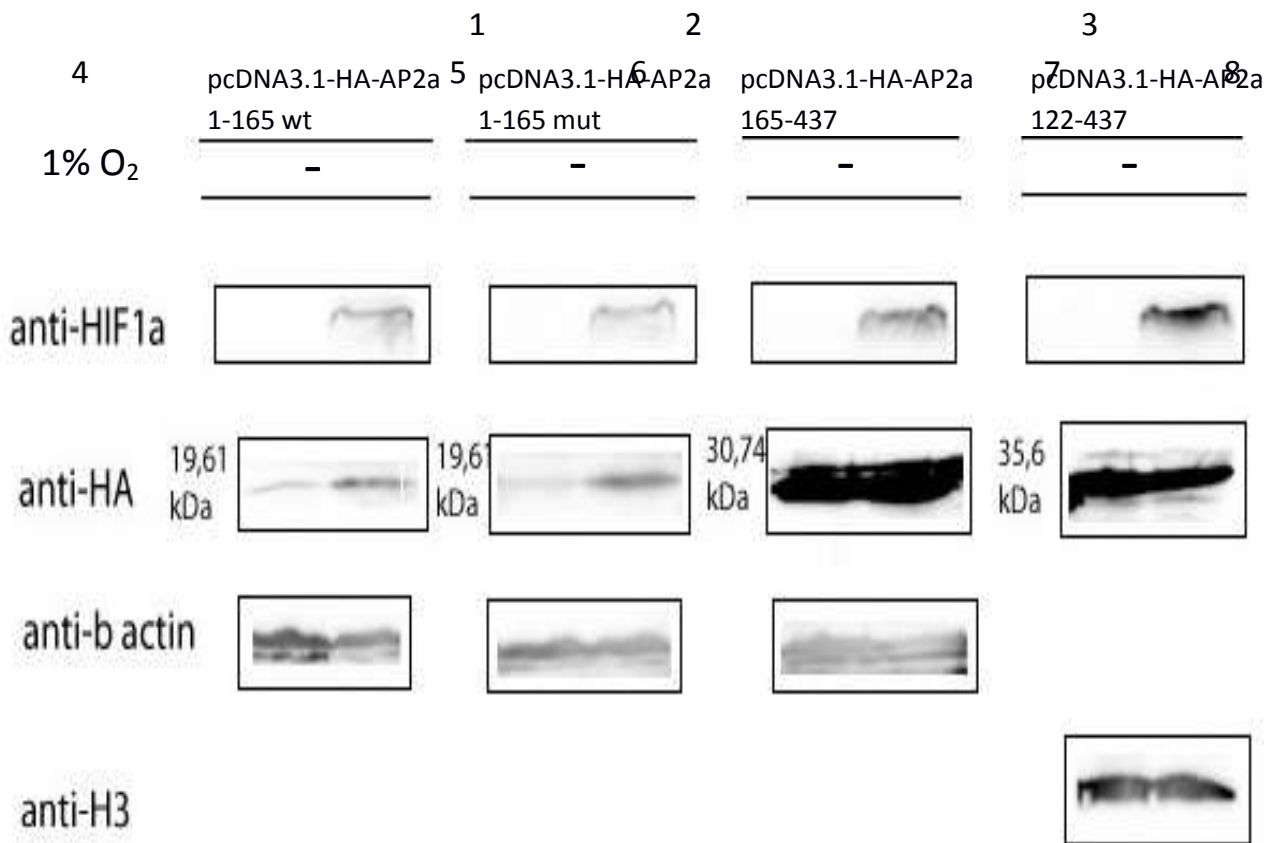 1 2 3
4 5 6 7 8
pcDNA3.1-HA-AP2a pcDNA3.1-HA-AP2a pcDNA3.1-HA-AP2a pcDNA3.1-HA-AP2a
1-165 wt 1-165 mut 165-437 122-437
1% O₂ – – – –
anti-HIF1a
19,61 19,61 30,74 35,6
anti-HA kDa kDa kDa kDa
anti-b actin
anti-H3